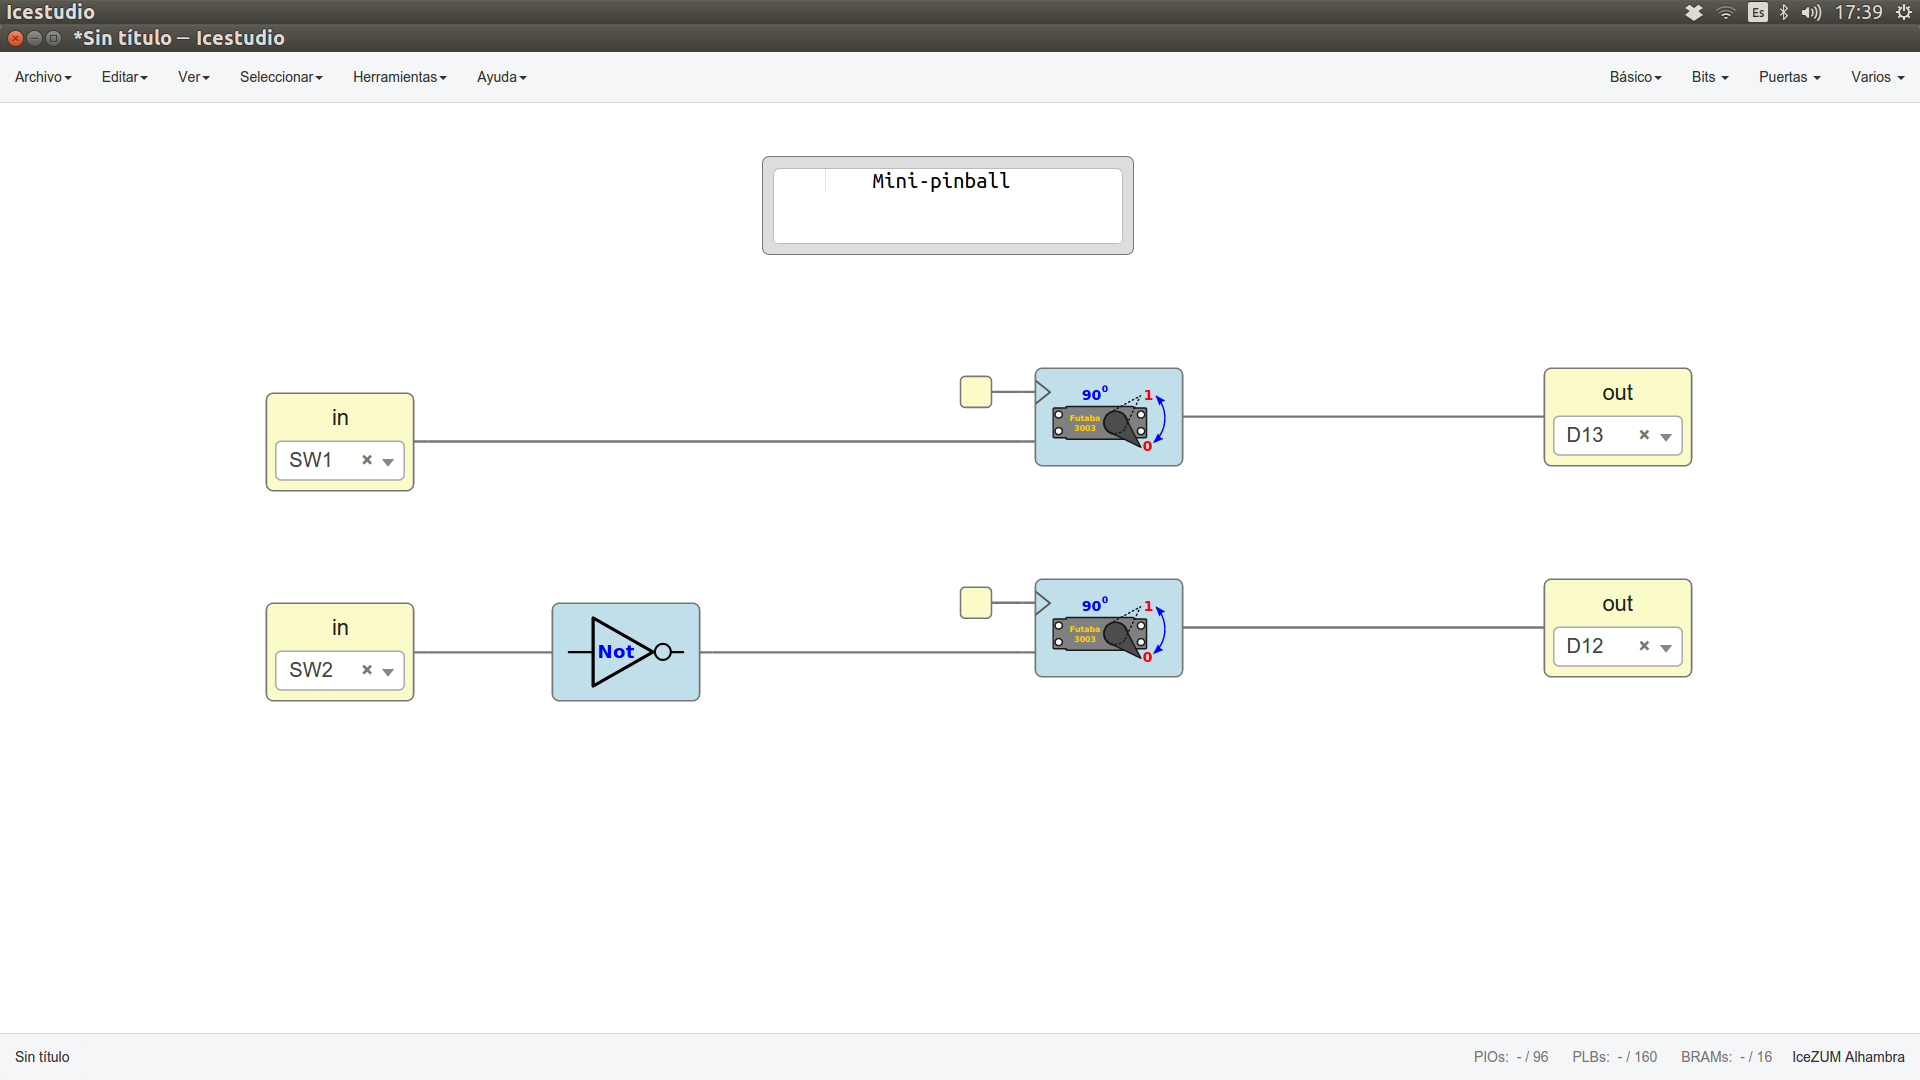 Icestudio
Es
17:39
*Sin título – Icestudio
Archivo
Editar
Ver
Seleccionar
Herramientas
Ayuda
Básico
Bits
Puertas
Varios
Mini-pinball
in
SW1
90⁰
1
Futaba
3003
0
out
D13
in
SW2
Not
90⁰
1
Futaba
3003
0
out
D12
Sin título
PIOs: - / 96
PLBs: - / 160
BRAMs: - / 16
IceZUM Alhambra